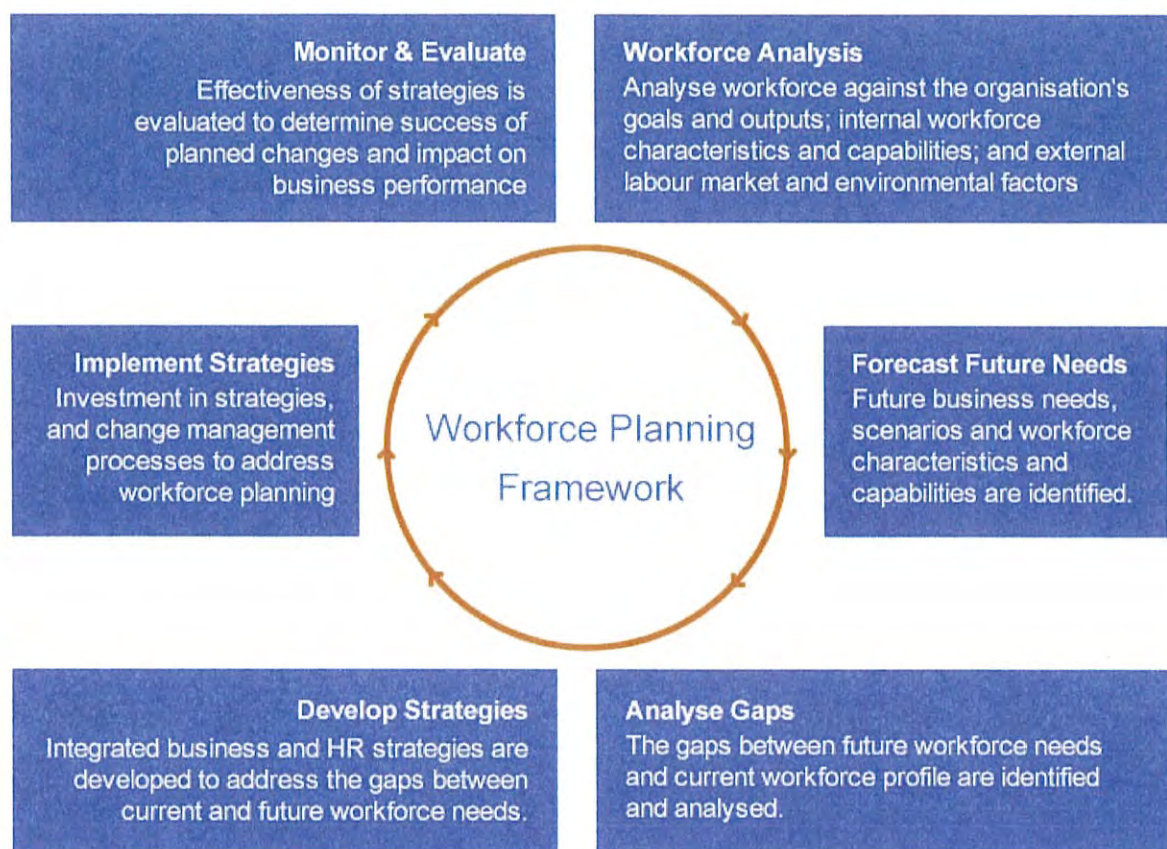 Monitor & Evaluate
Effectiveness of strategies is
evaluated to determine success of
planned changes and impact on
business performance
Workforce Analysis
Analyse workforce against the organisation's
goals and outputs; internal workforce
characteristics and capabilities; and external
labour market and environmental factors
Implement Strategies
Investment in strategies,
and change management
processes to address
workforce planning
Workforce Planning
Framework
Forecast Future Needs
Future business needs,
scenarios and workforce
characteristics and
capabilities are identified.
Develop Strategies
Integrated business and HR strategies are
developed to address the gaps between
current and future workforce needs.
Analyse Gaps
The gaps between future workforce needs
and current workforce profile are identified
and analysed.